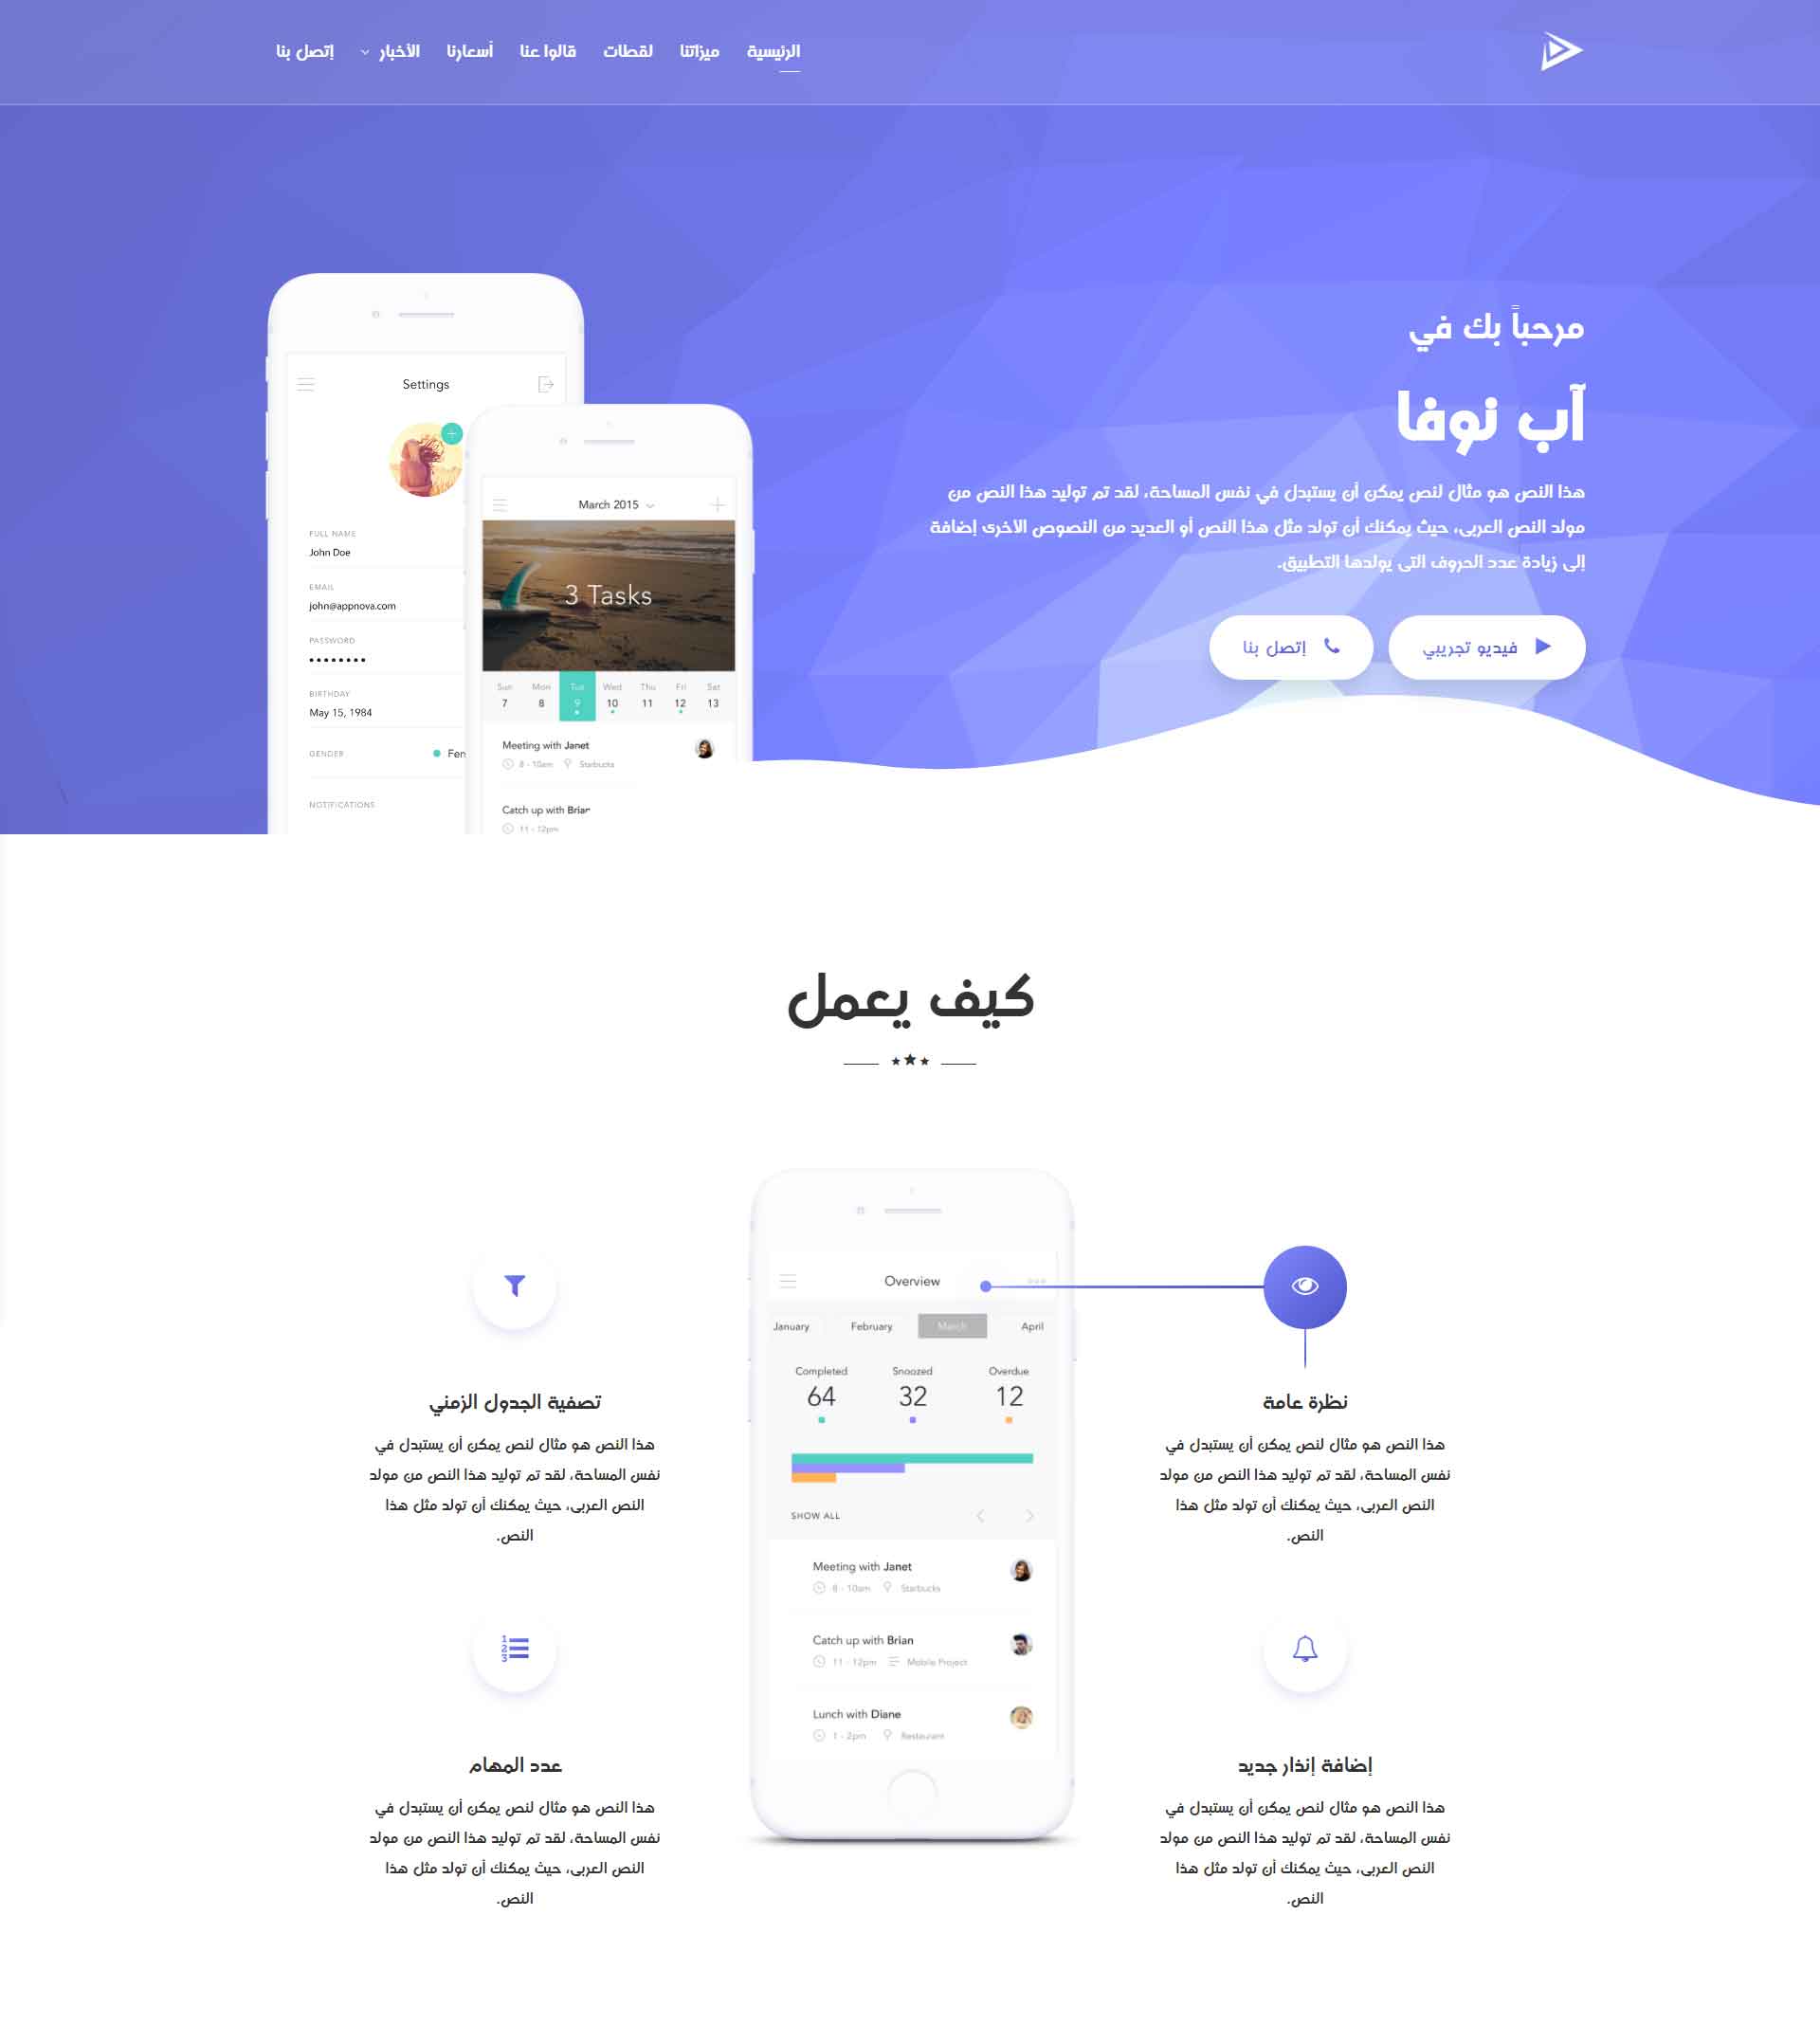 الرئيسية
ميزاتنا
لقطات
قالوا عنا
أسعارنا
الأخبار
إتصل بنا
مرحباً بك في
آب نوفا
هذا النص هو مثال لنص يمكن أن يستبدل في نفس المساحة، لقد تم توليد هذا النص من
مولد النص العربى، حيث يمكنك أن تولد مثل هذا النص أو العديد من النصوص الأخرى إضافة
إلى زيادة عدد الحروف التى يولدها التطبيق.
فيديو تجريبي
إتصل بنا
Settings
FULL NAME
John Doe
EMAIL
john@appnova.com
PASSWORD
••••••••
BIRTHDAY
May 15, 1984
GENDER
Fen
NOTIFICATIONS
March 2015
3 Tasks
Sun Mon Tue Wed Thu Fri Sat
7 8 9 10 11 12 13
Meeting with Janet
8 - 10am Starbucks
Catch up with Brian
11 - 12pm
كيف يعمل
نظرة عامة
هذا النص هو مثال لنص يمكن أن يستبدل في
نفس المساحة، لقد تم توليد هذا النص من مولد
النص العربى، حيث يمكنك أن تولد مثل هذا
النص.
إضافة إنذار جديد
هذا النص هو مثال لنص يمكن أن يستبدل في
نفس المساحة، لقد تم توليد هذا النص من مولد
النص العربى، حيث يمكنك أن تولد مثل هذا
النص.
Overview
January February March April
Completed Snoozed Overdue
64 32 12
SHOW ALL
Meeting with Janet
8 - 10am Starbucks
Catch up with Brian
11 - 12pm Mobile Project
Lunch with Diane
1 - 2pm Restaurant
تصفية الجدول الزمني
هذا النص هو مثال لنص يمكن أن يستبدل في
نفس المساحة، لقد تم توليد هذا النص من مولد
النص العربى، حيث يمكنك أن تولد مثل هذا
النص.
1
2
3
عدد المهام
هذا النص هو مثال لنص يمكن أن يستبدل في
نفس المساحة، لقد تم توليد هذا النص من مولد
النص العربى، حيث يمكنك أن تولد مثل هذا
النص.